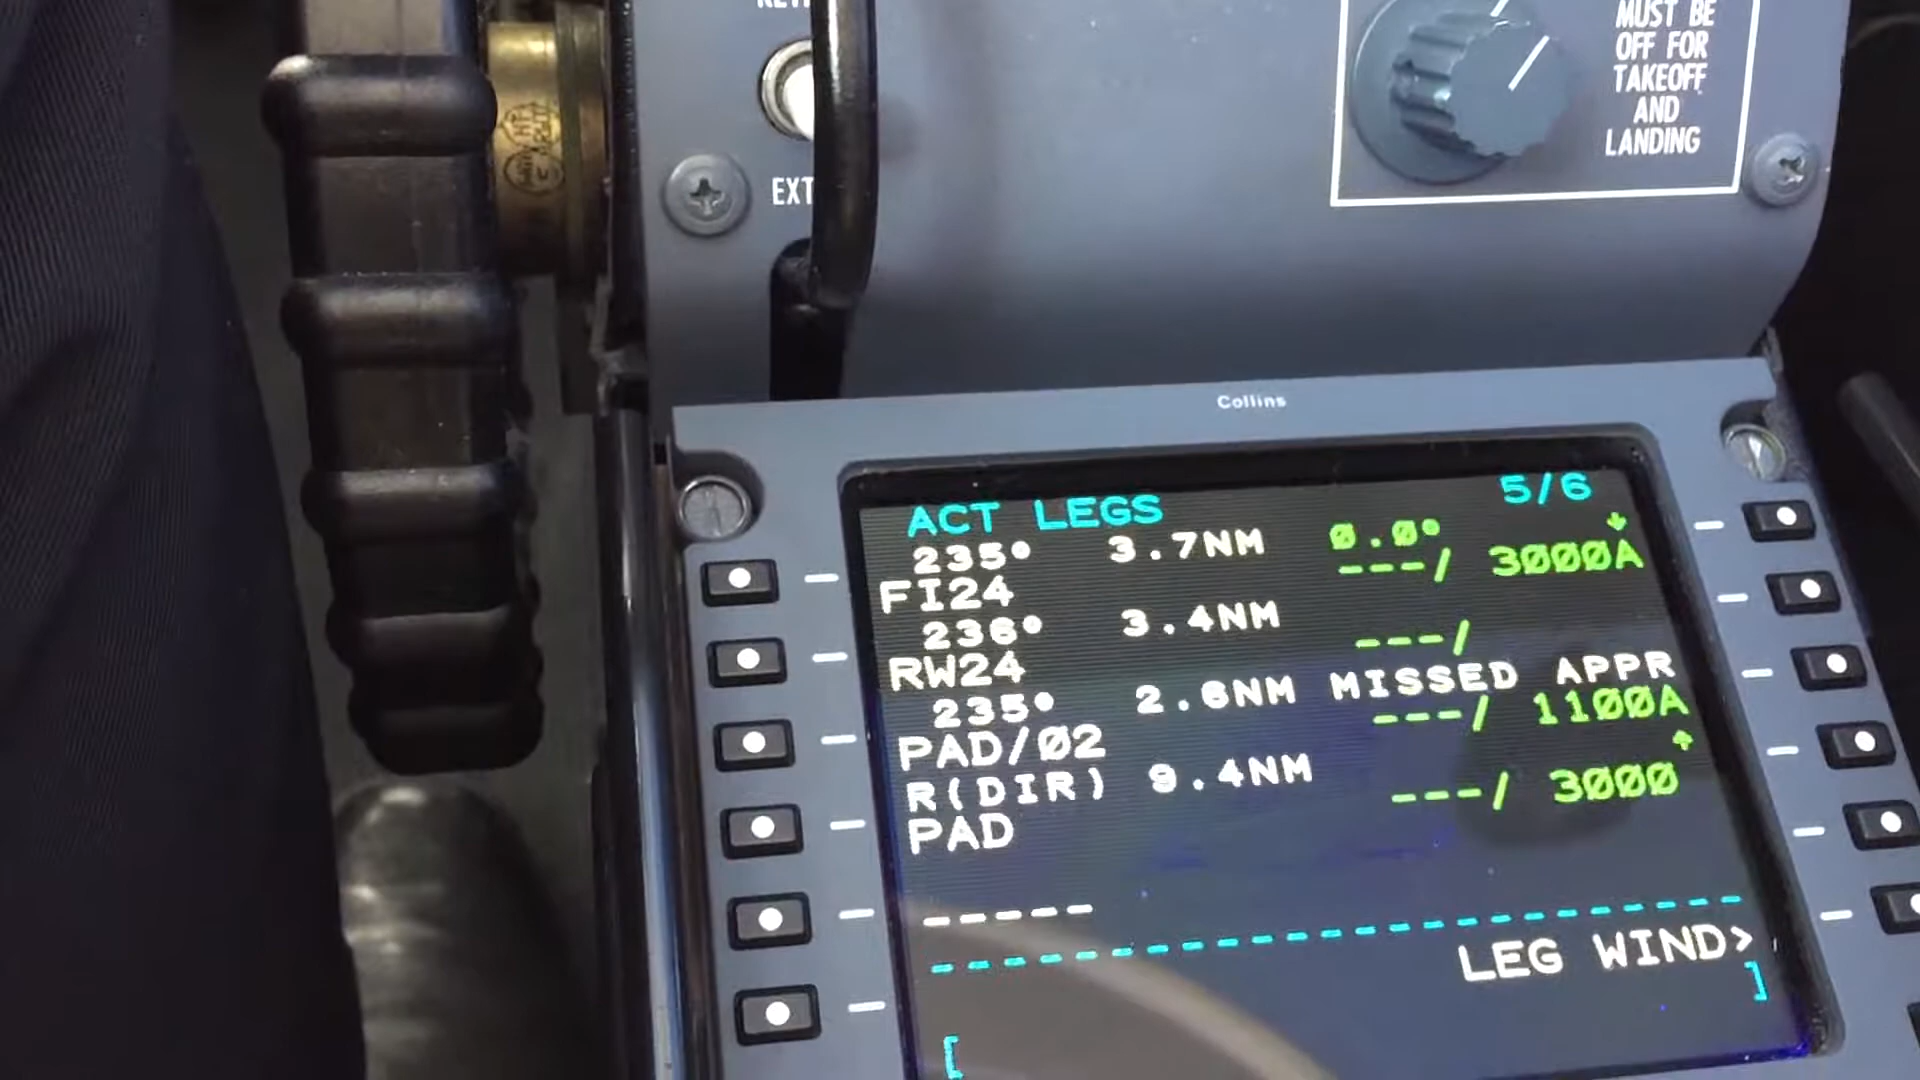 EXT
MUST BE
OFF FOR
TAKEOFF
AND
LANDING
Collins
ACT LEGS 5/6
235° 3.7NM 0.0°
FI24 ---/ 3000A
236° 3.4NM
RW24 ---/
235° 2.6NM MISSED APPR
PAD/02 ---/ 1100A
R(DIR) 9.4NM
PAD ---/ 3000
-----
LEG WIND>
[ ]